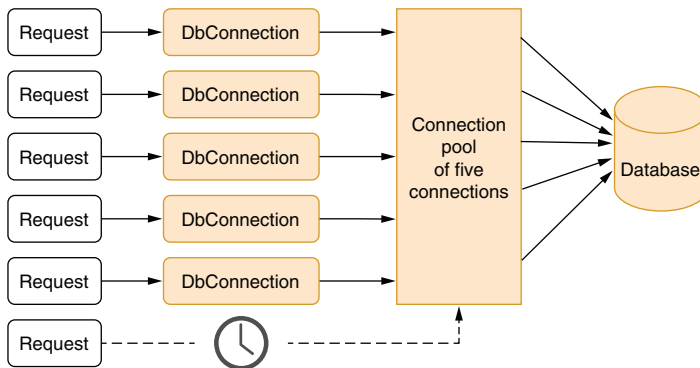 Request
DbConnection
Request
DbConnection
Request
DbConnection
Request
DbConnection
Request
DbConnection
Request
Connection
pool
of five
connections
Database